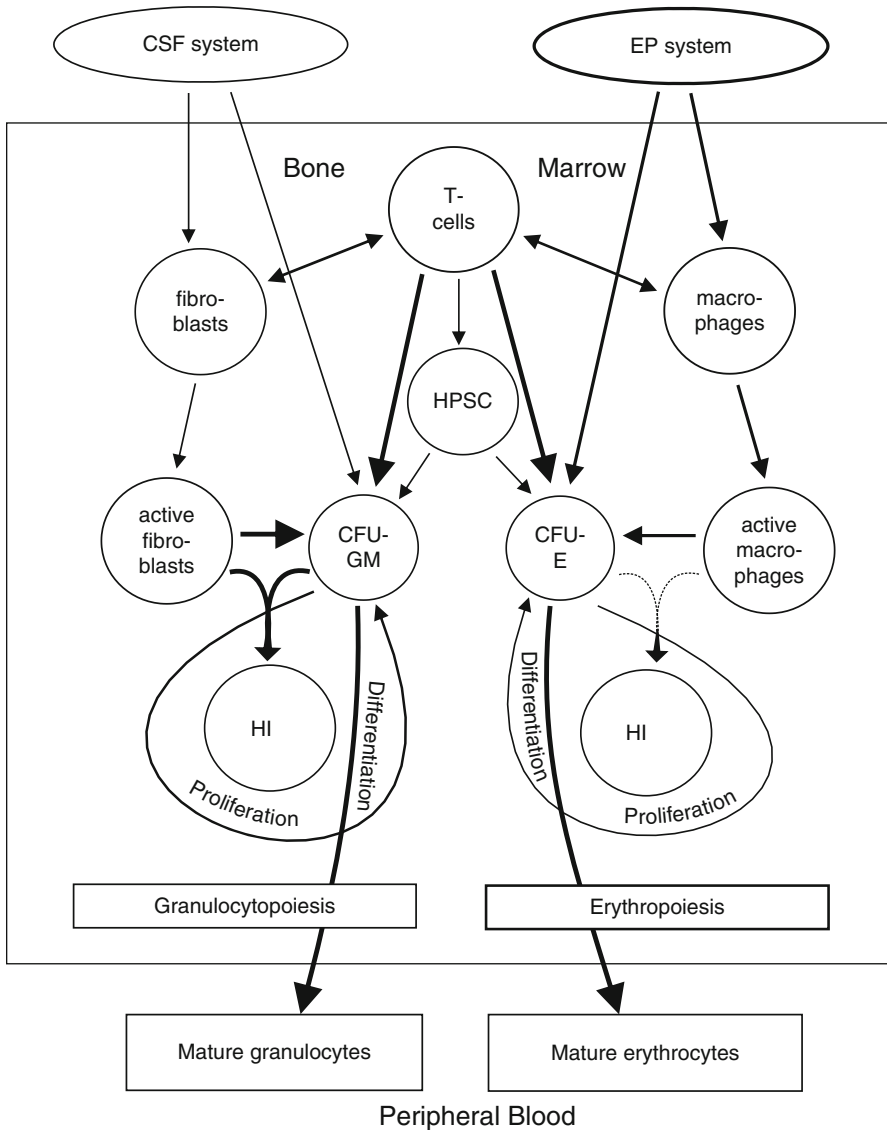 CSF system
EP system
Bone
Marrow
T-
cells
fibro-
blasts
macro-
phages
HPSC
active
fibro-
blasts
CFU-
GM
CFU-
E
active
macro-
phages
HI
Differentiation
Proliferation
Differentiation
HI
Proliferation
Granulocytopoiesis
Erythropoiesis
Mature granulocytes
Mature erythrocytes
Peripheral Blood